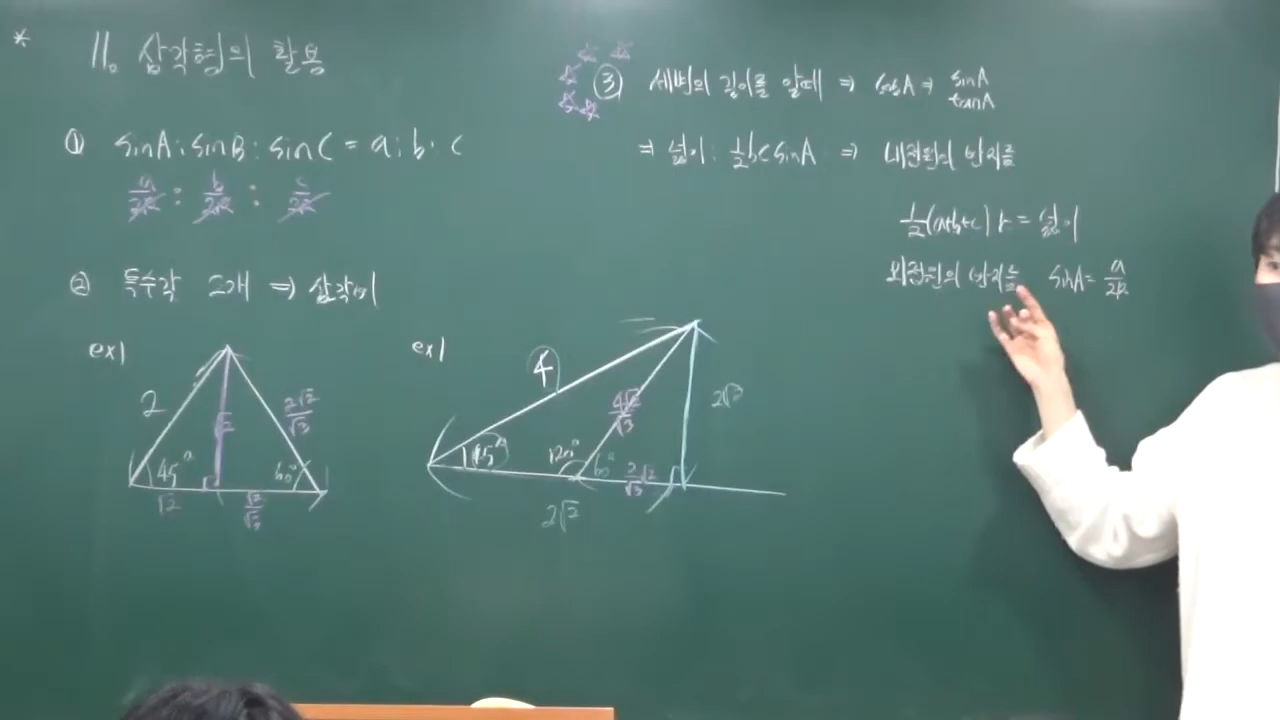 * 11. 삼각형의 활용
① sinA : sinB : sinC = a : b : c
a/2R : b/2R : c/2R
② 특수각 2개 ⇒ 삼각비
ex)
2
45°
√2
√2
60°
√2/√3
2√2/√3
ex)
4
45°
120°
60°
4√2/√3
2√2
2√2
③ 세변의 길이를 알때 ⇒ cosA ⇒ sinA
tanA
⇒ 넓이 : 1/2 bc sinA ⇒ 내접원의 반지름
1/2 (a+b+c) r = 넓이
외접원의 반지름 sinA = a/2R